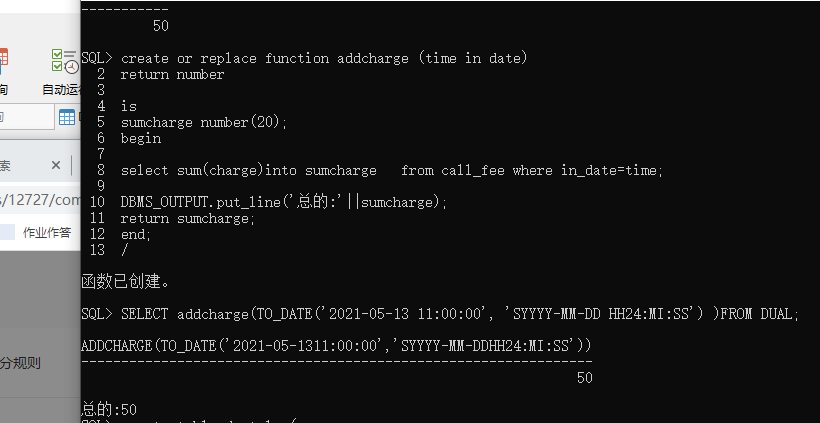 -----------
50
SQL> create or replace function addcharge (time in date)
2 return number
3
4 is
5 sumcharge number(20);
6 begin
7
8 select sum(charge)into sumcharge   from call_fee where in_date=time;
9
10 DBMS_OUTPUT.put_line('总的:'||sumcharge);
11 return sumcharge;
12 end;
13 /
函数已创建。
SQL> SELECT addcharge(TO_DATE('2021-05-13 11:00:00', 'SYYYY-MM-DD HH24:MI:SS') )FROM DUAL;
ADDCHARGE(TO_DATE('2021-05-1311:00:00','SYYYY-MM-DDHH24:MI:SS'))
----------------------------------------------------------------
50
总的:50
询
自动运
索
s/12727/com
作业作答
分规则